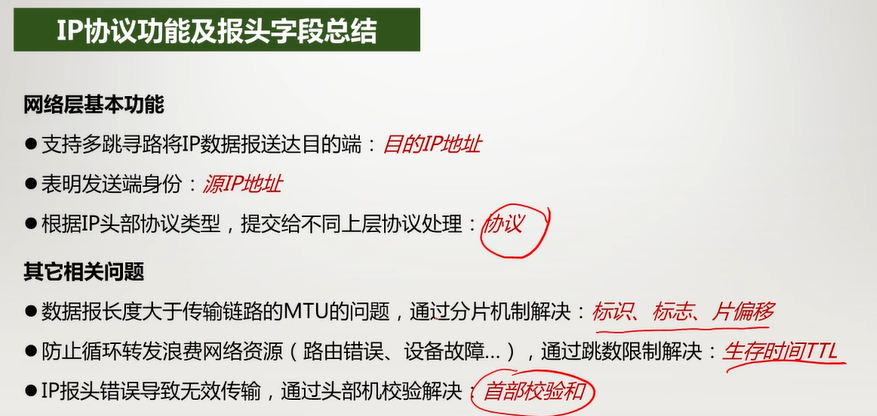 IP协议功能及报头字段总结
网络层基本功能
●支持多跳寻路将IP数据报送达目的端：目的IP地址
●表明发送端身份：源IP地址
●根据IP头部协议类型，提交给不同上层协议处理：协议
其它相关问题
●数据报长度大于传输链路的MTU的问题，通过分片机制解决：标识、标志、片偏移
●防止循环转发浪费网络资源（路由错误、设备故障...），通过跳数限制解决：生存时间TTL
●IP报头错误导致无效传输，通过头部机校验解决：首部校验和